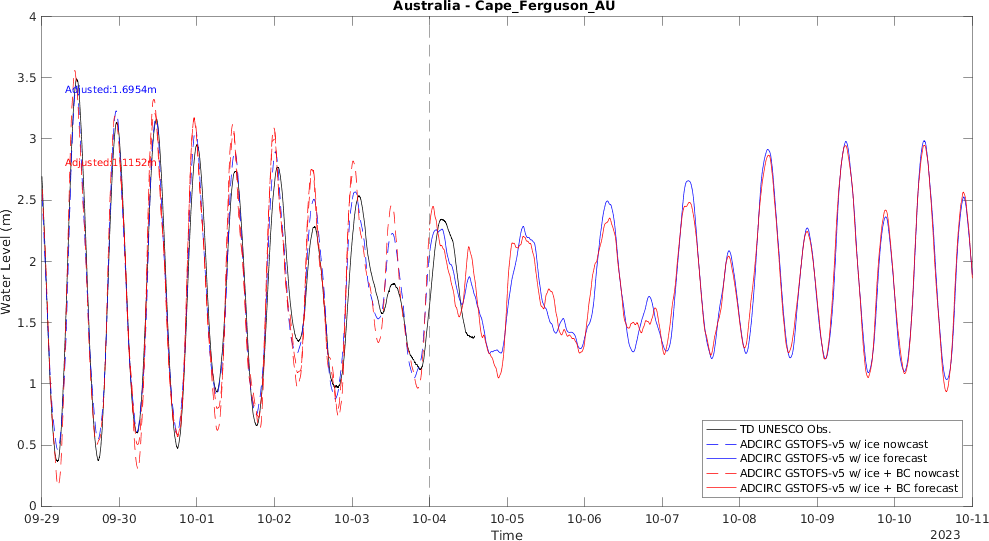 Australia - Cape_Ferguson_AU
4
3.5
3
2.5
2
1.5
1
0.5
0
Water Level (m)
Adjusted:1.6954m
Adjusted:1.1152m
TD UNESCO Obs.
ADCIRC GSTOFS-v5 w/ ice nowcast
ADCIRC GSTOFS-v5 w/ ice forecast
ADCIRC GSTOFS-v5 w/ ice + BC nowcast
ADCIRC GSTOFS-v5 w/ ice + BC forecast
09-29 09-30 10-01 10-02 10-03 10-04 10-05 10-06 10-07 10-08 10-09 10-10 10-11
Time
2023